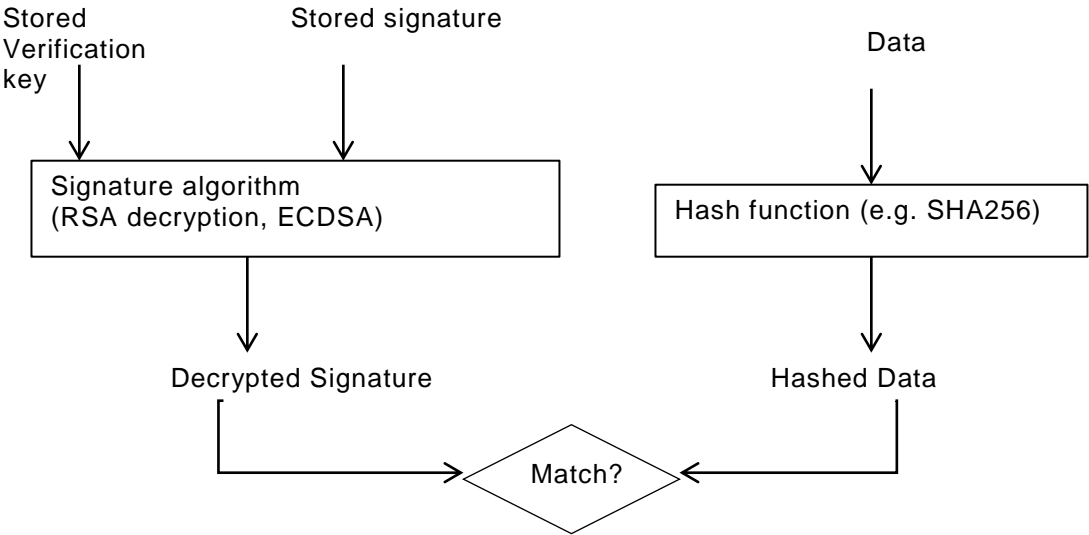 Stored
Verification
key
Stored signature
Data
Signature algorithm
(RSA decryption, ECDSA)
Hash function (e.g. SHA256)
Decrypted Signature
Hashed Data
Match?